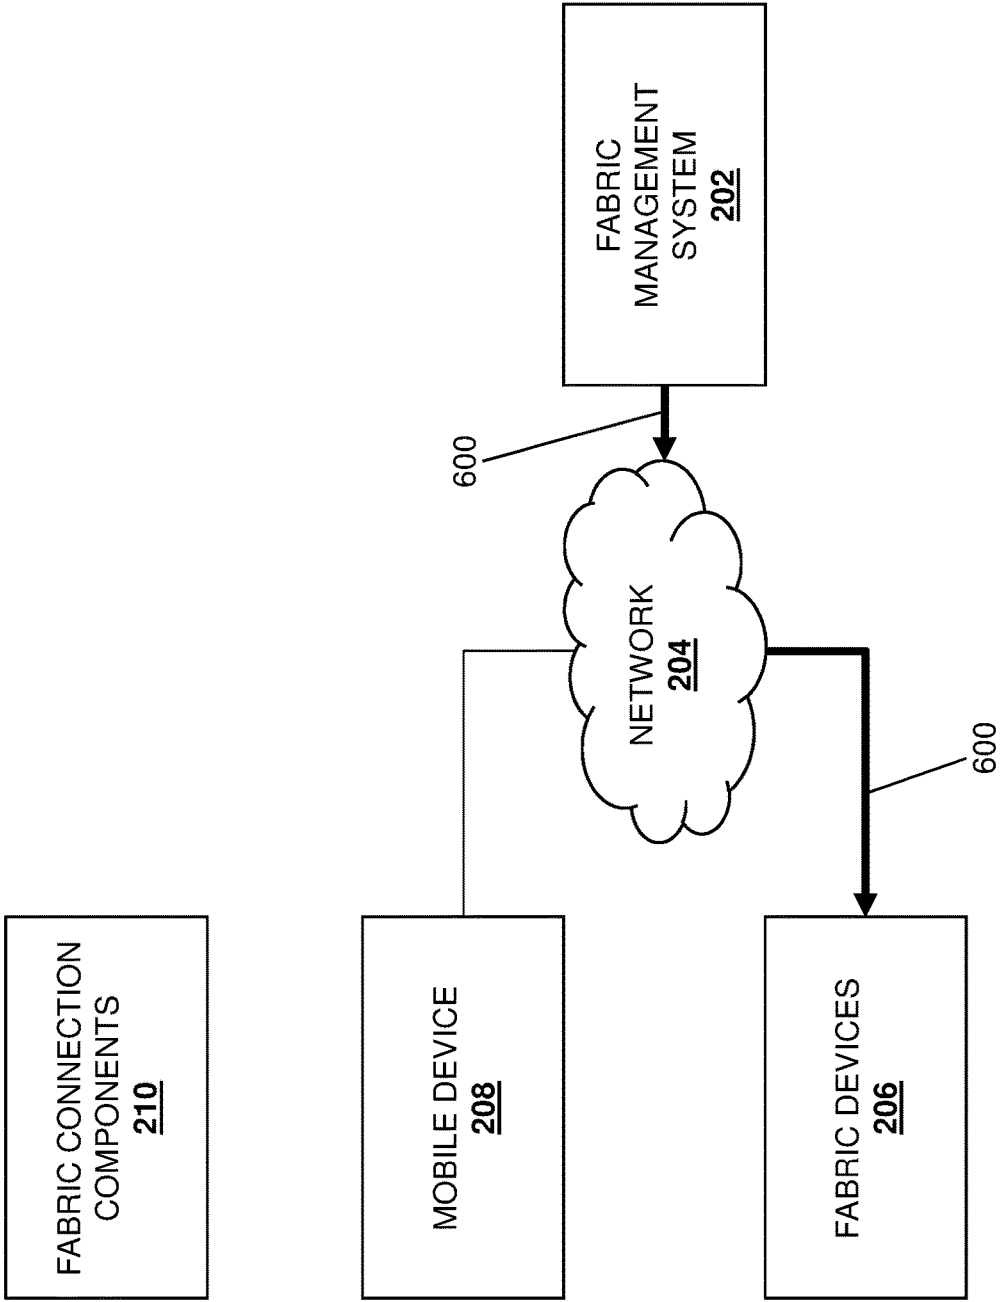 FABRIC CONNECTION
COMPONENTS
210
MOBILE DEVICE
208
FABRIC DEVICES
206
NETWORK
204
600
600
FABRIC
MANAGEMENT
SYSTEM
202